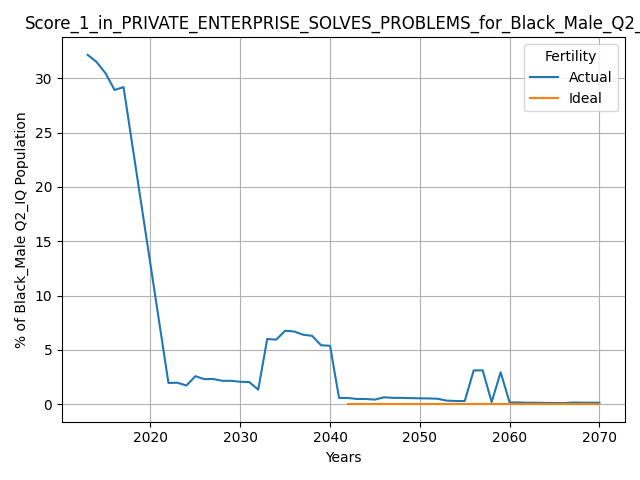 Score_1_in_PRIVATE_ENTERPRISE_SOLVES_PROBLEMS_for_Black_Male_Q2_
Fertility
Actual
Ideal
% of Black_Male Q2_IQ Population
30
25
20
15
10
5
0
2020 2030 2040 2050 2060 2070
Years